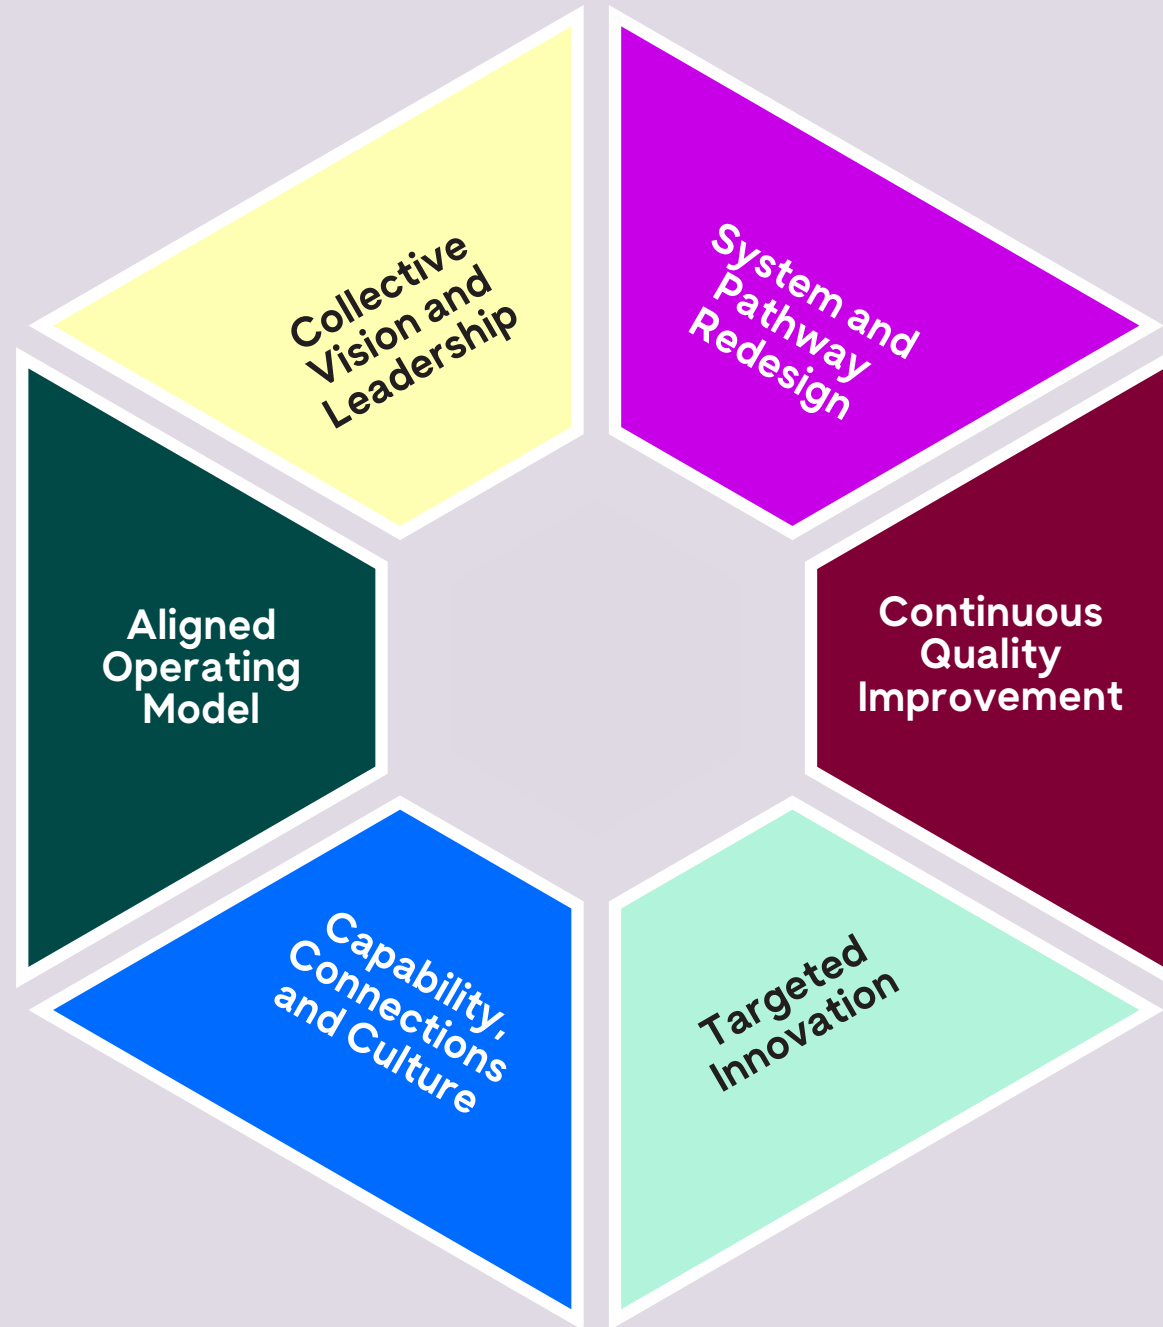 Collective
Vision and
Leadership
System and
Pathway
Redesign
Aligned
Operating
Model
Continuous
Quality
Improvement
Capability,
Connections
and Culture
Targeted
Innovation